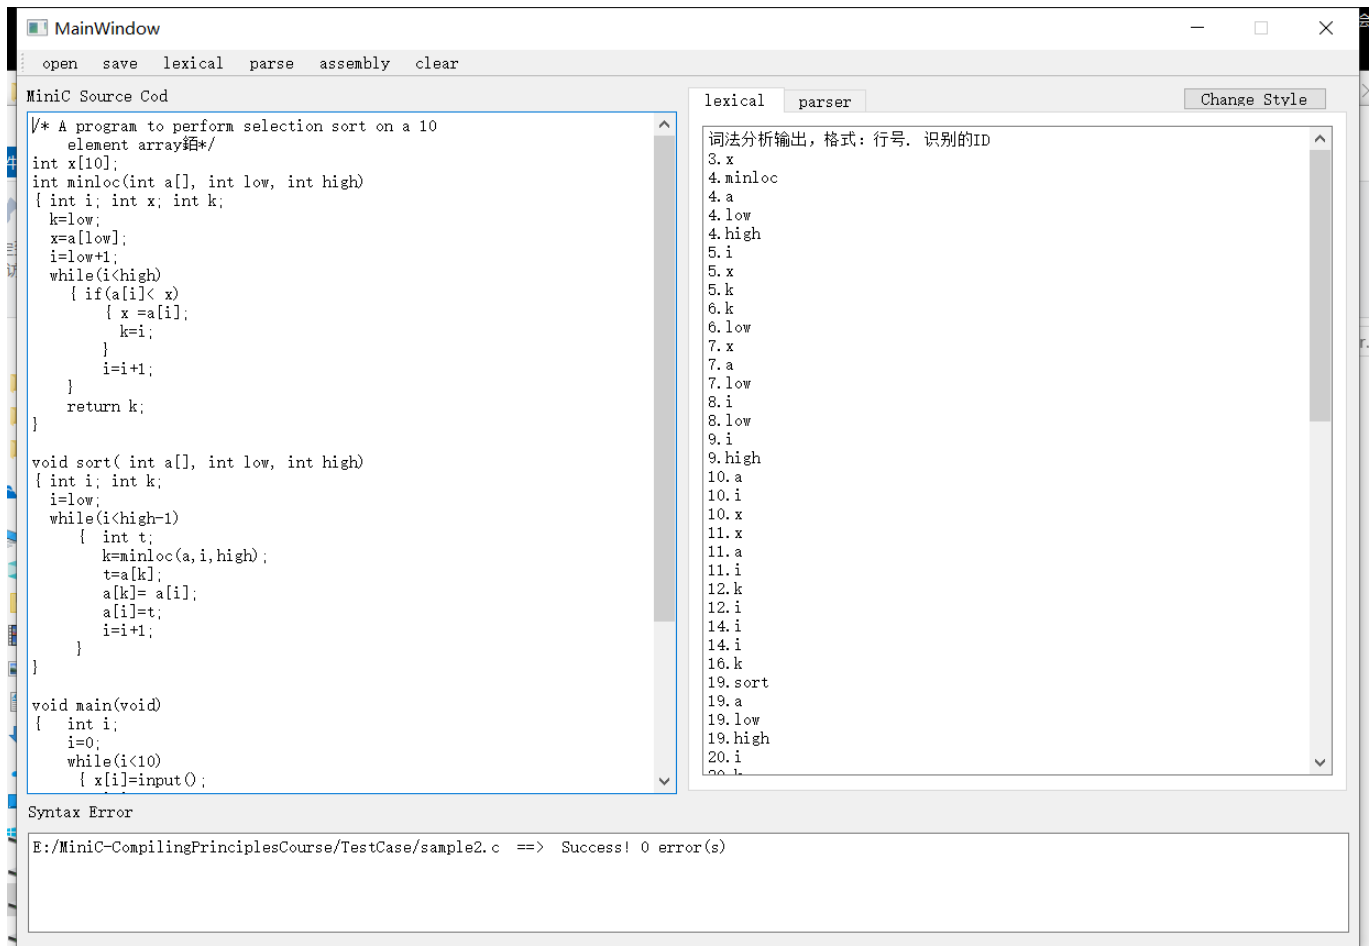 MainWindow
open save lexical parse assembly clear
MiniC Source Cod
/* A program to perform selection sort on a 10
element array銆*/
int x[10];
int minloc(int a[], int low, int high)
{ int i; int x; int k;
k=low;
x=a[low];
i=low+1;
while(i<high)
{ if(a[i]< x)
{ x =a[i];
k=i;
}
i=i+1;
}
return k;
}
void sort( int a[], int low, int high)
{ int i; int k;
i=low;
while(i<high-1)
{ int t;
k=minloc(a,i,high);
t=a[k];
a[k]= a[i];
a[i]=t;
i=i+1;
}
}
void main(void)
{ int i;
i=0;
while(i<10)
{ x[i]=input();
lexical parser
Change Style
词法分析输出，格式：行号. 识别的ID
3.x
4.minloc
4.a
4.low
4.high
5.i
5.x
5.k
6.k
6.low
7.x
7.a
7.low
8.i
8.low
9.i
9.high
10.a
10.i
10.x
11.x
11.a
11.i
12.k
12.i
14.i
14.i
16.k
19.sort
19.a
19.low
19.high
20.i
Syntax Error
E:/MiniC-CompilingPrinciplesCourse/TestCase/sample2.c ==> Success! 0 error(s)